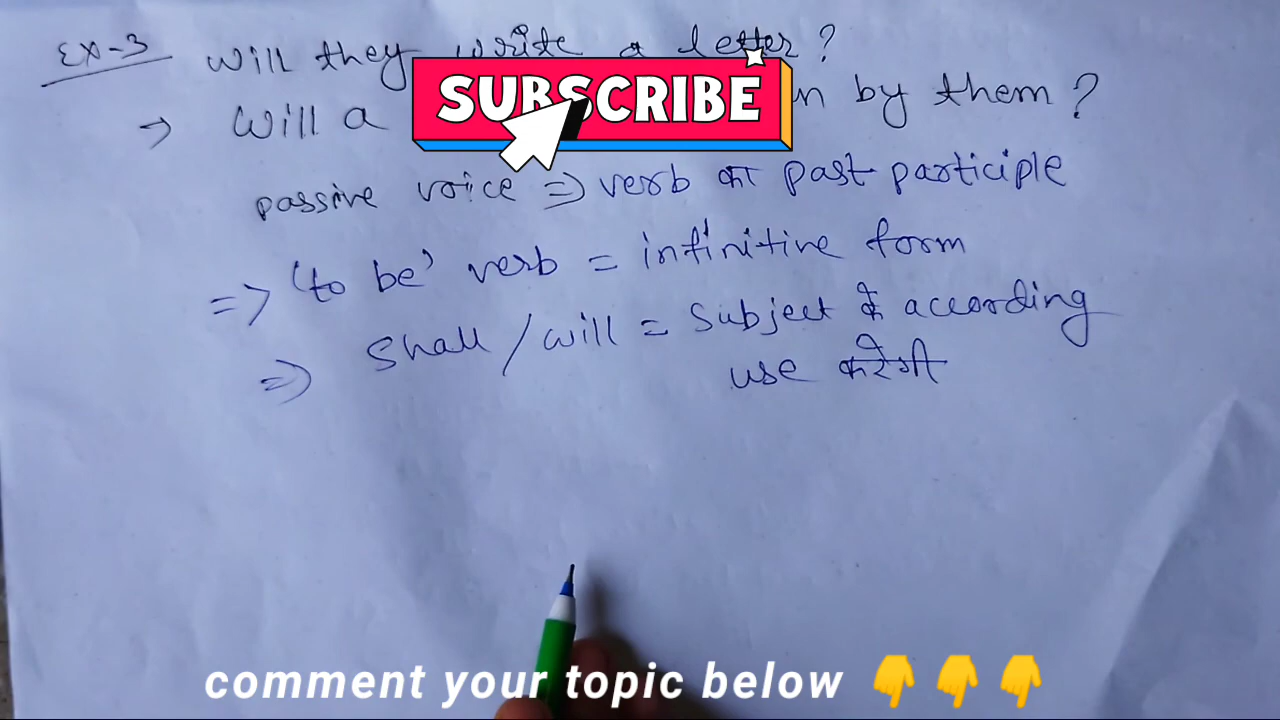 Ex-3 Will they write a letter?
SUBSCRIBE
→ Will a n by them?
passive voice => verb का past participle
=> 'to be' verb = infinitive form
=> Shall / will = Subject के according
use करेगी
comment your topic below 👇👇👇